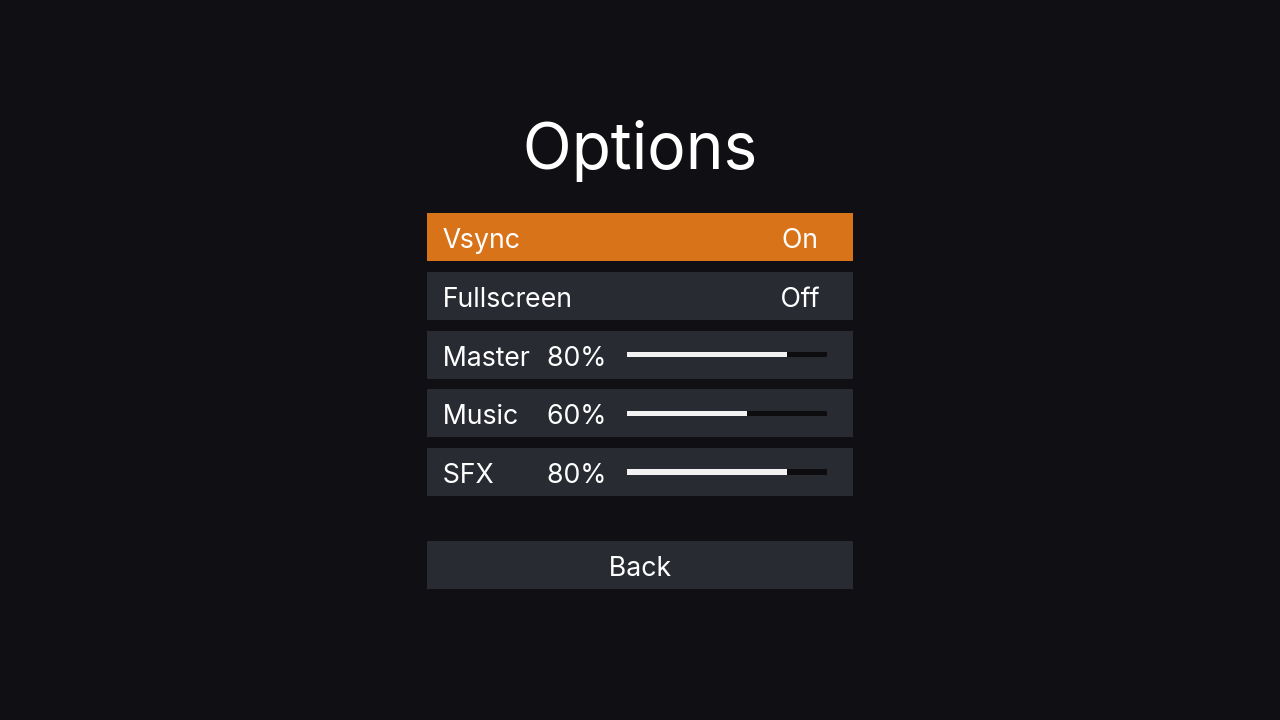 Options
Vsync On
Fullscreen Off
Master 80%
Music 60%
SFX 80%
Back